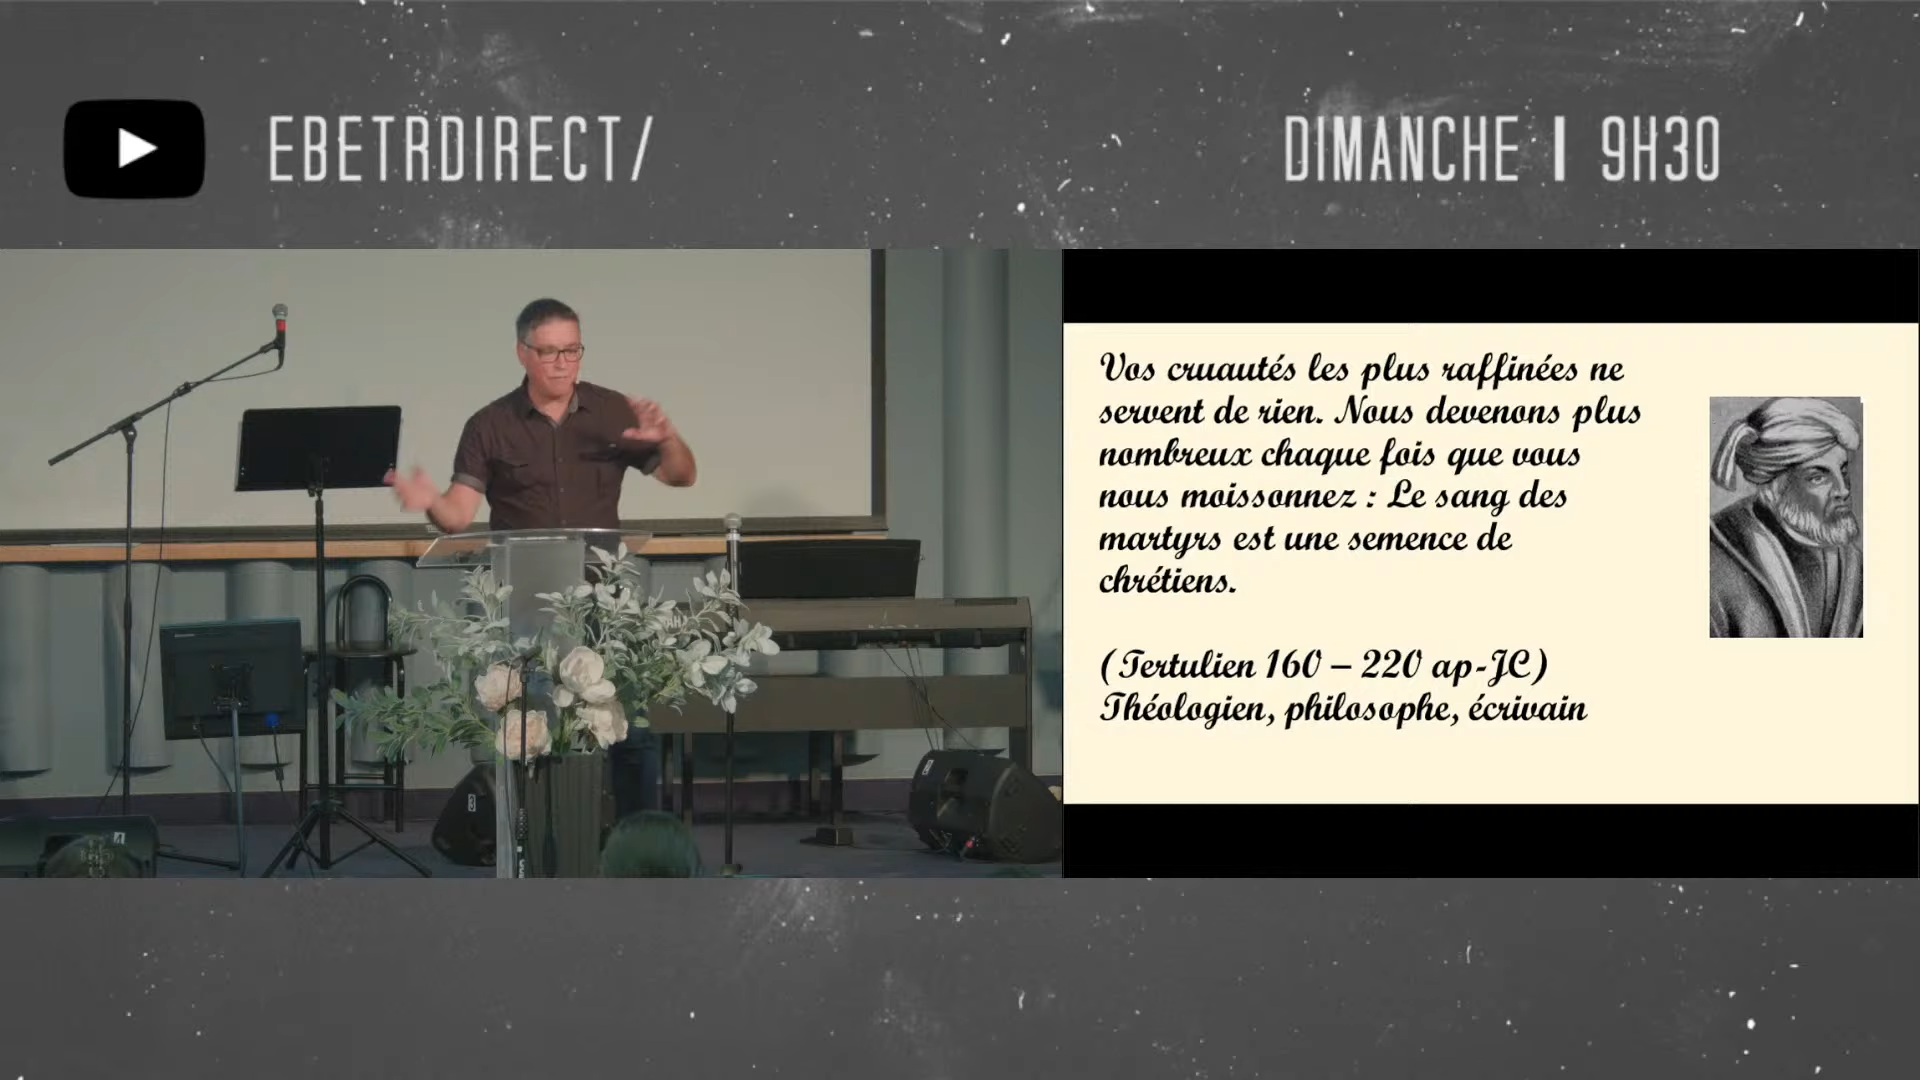 EBETRDIRECT/
DIMANCHE | 9H30
Vos cruautés les plus raffinées ne
servent de rien. Nous devenons plus
nombreux chaque fois que vous
nous moissonnez : Le sang des
martyrs est une semence de
chrétiens.
(Tertulien 160 – 220 ap-JC)
Théologien, philosophe, écrivain
3
4